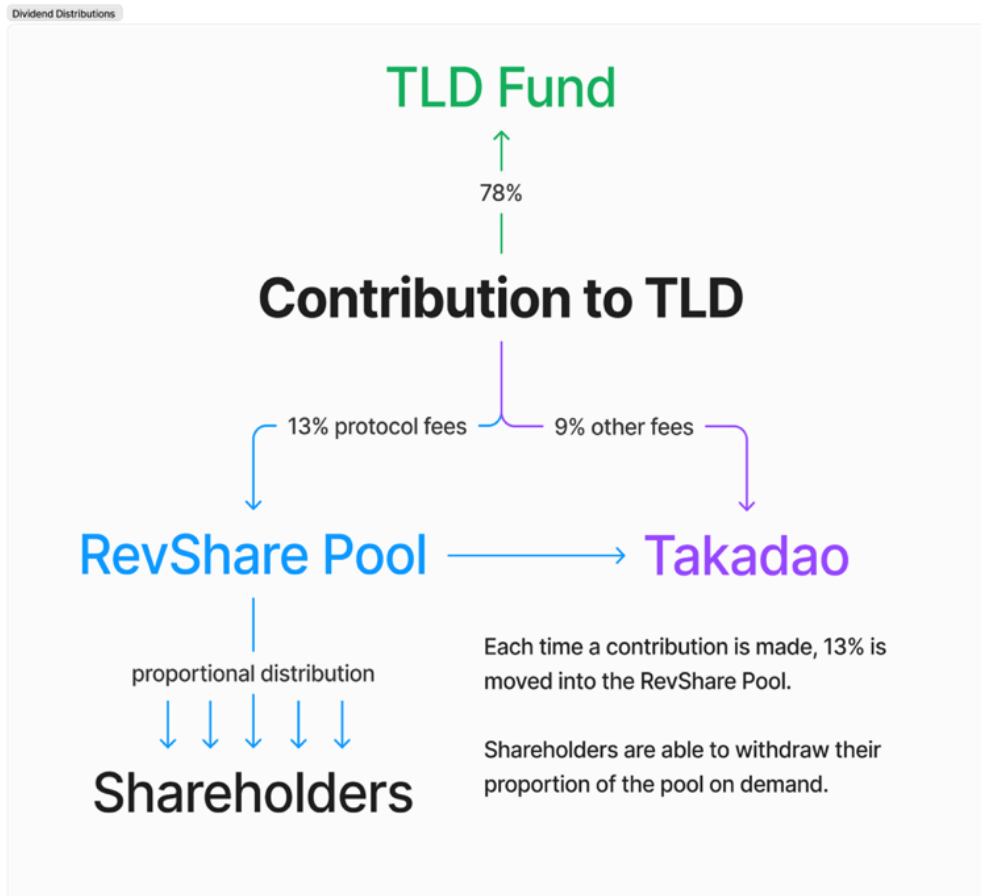 Dividend Distributions
TLD Fund
78%
Contribution to TLD
13% protocol fees
9% other fees
RevShare Pool
Takadao
proportional distribution
Shareholders
Each time a contribution is made, 13% is
moved into the RevShare Pool.
Shareholders are able to withdraw their
proportion of the pool on demand.